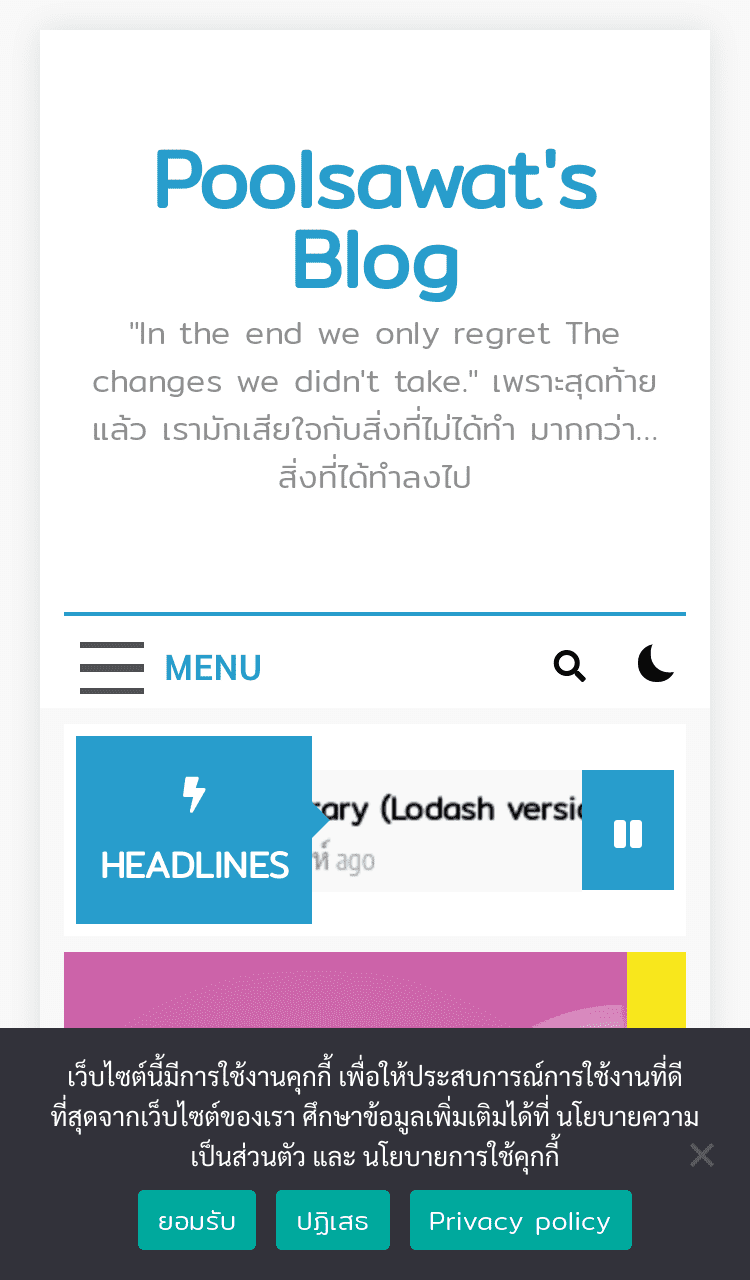 Poolsawat's
Blog
"In the end we only regret The
changes we didn't take." เพราะสุดท้าย
แล้ว เรามักเสียใจกับสิ่งที่ไม่ได้ทำ มากกว่า...
สิ่งที่ได้ทำลงไป
MENU
HEADLINES
(Lodash
ago
เว็บไซต์นี้มีการใช้งานคุกกี้ เพื่อให้ประสบการณ์การใช้งานที่ดี
ที่สุดจากเว็บไซต์ของเรา ศึกษาข้อมูลเพิ่มเติมได้ที่ นโยบายความ
เป็นส่วนตัว และ นโยบายการใช้คุกกี้
ยอมรับ
ปฏิเสธ
Privacy policy